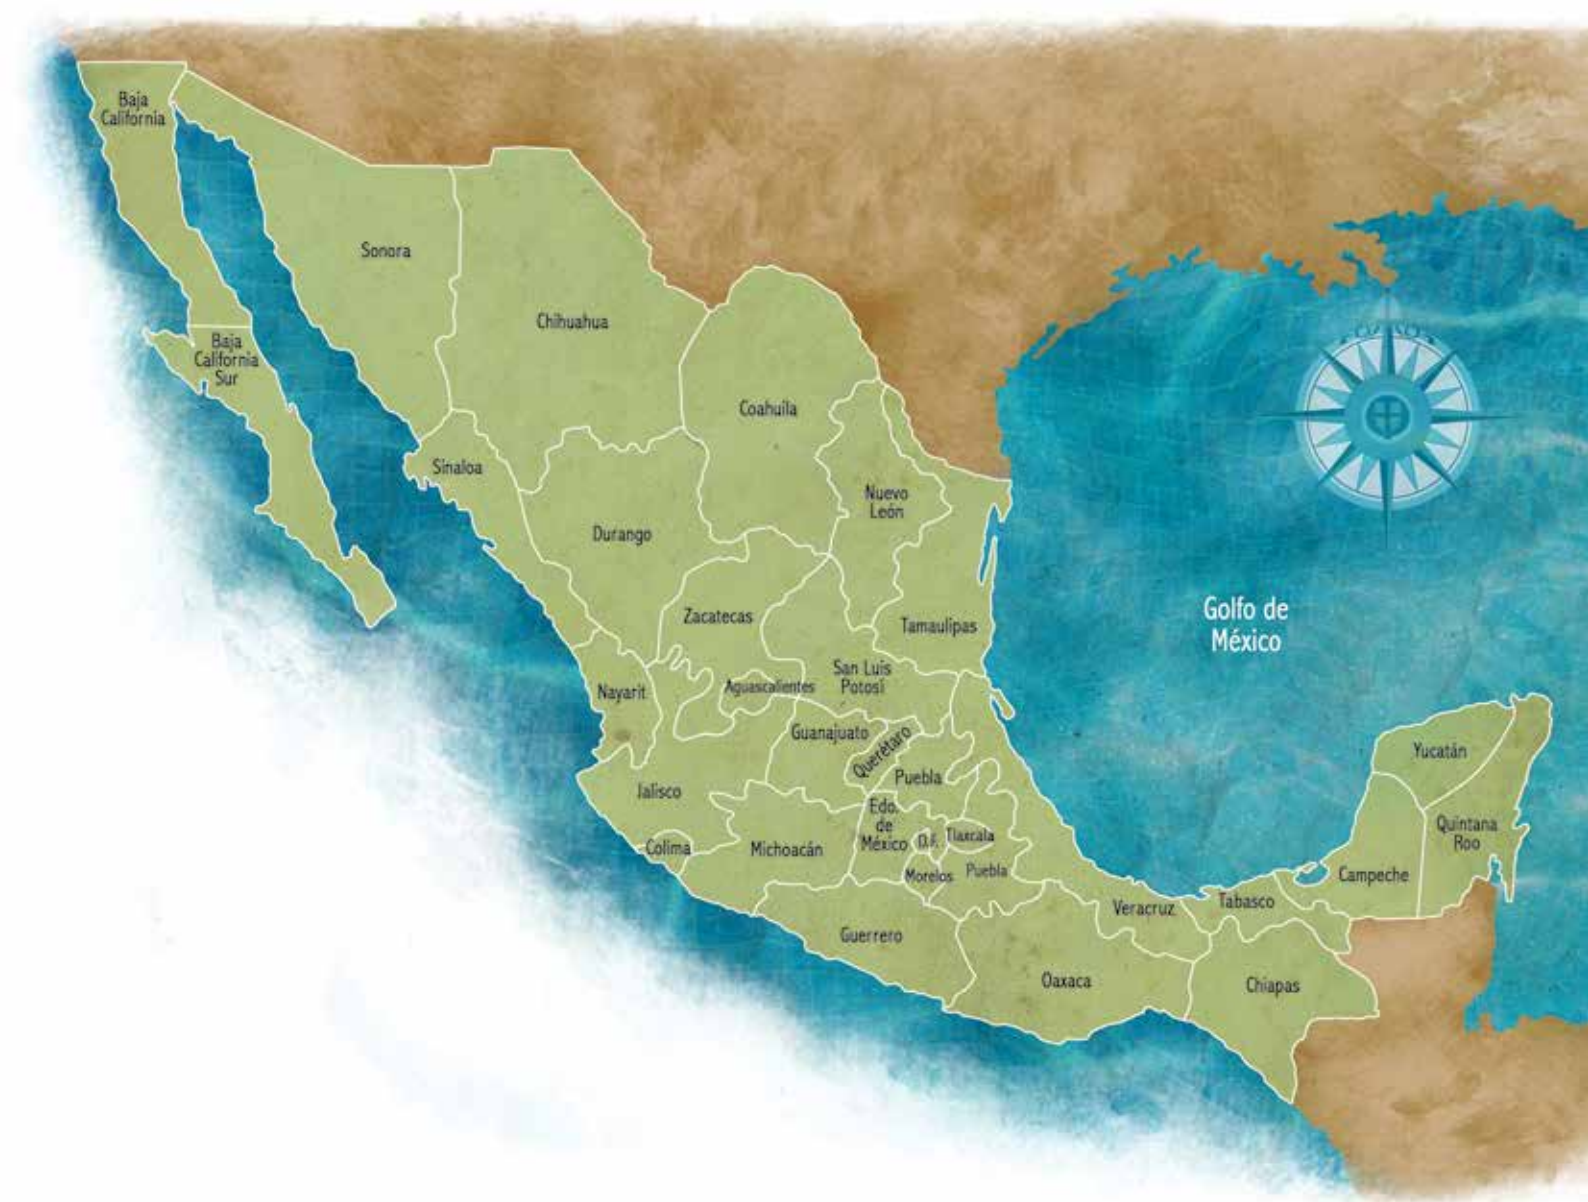 Baja
California
Sonora
Chihuahua
Baja
California
Sur
Coahuila
Sinaloa
Nuevo
León
Durango
Golfo de
México
Zacatecas
Tamaulipas
San Luis
Potosí
Nayarit
Aguascalientes
Guanajuato
Querétaro
Yucatán
Puebla
Jalisco
Edo.
de
México
D.F.
Tlaxcala
Quintana
Roo
Colima
Michoacán
Morelos
Puebla
Campeche
Veracruz
Tabasco
Guerrero
Oaxaca
Chiapas